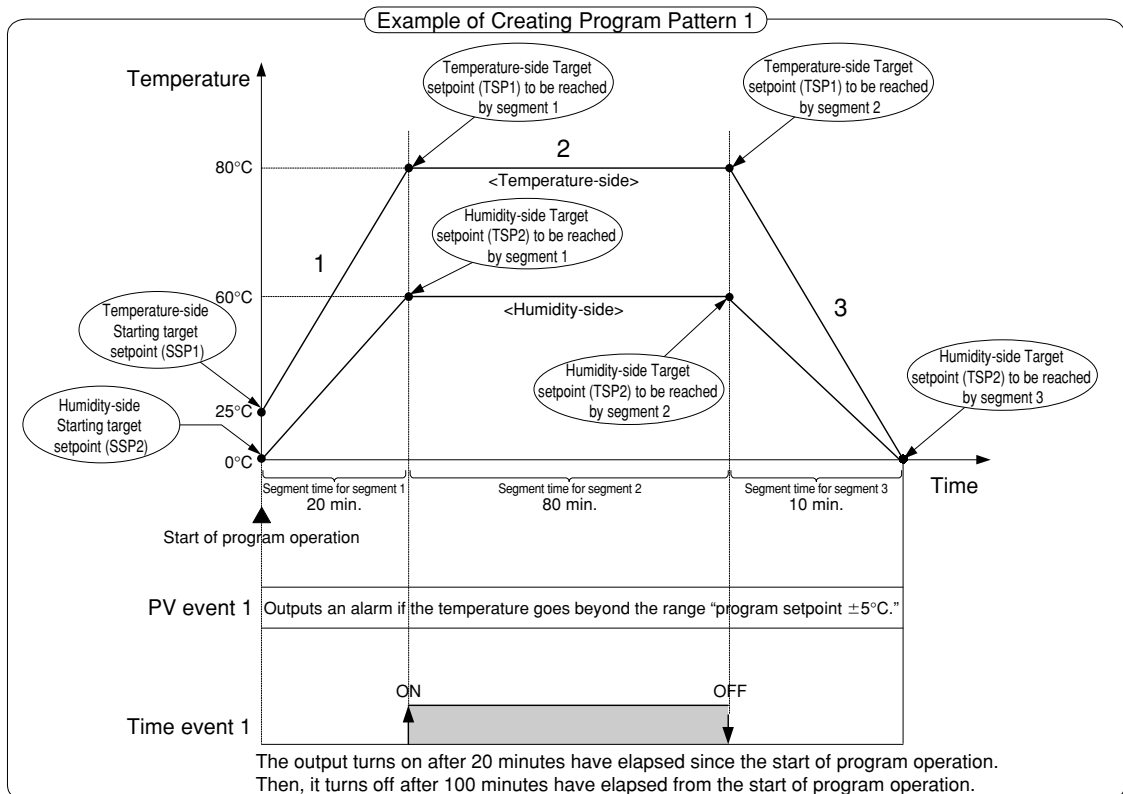 Example of Creating Program Pattern 1
Temperature
Temperature-side Target
setpoint (TSP1) to be reached
by segment 1
Temperature-side Target
setpoint (TSP1) to be reached
by segment 2
2
80°C
<Temperature-side>
Humidity-side Target
setpoint (TSP2) to be reached
by segment 1
1
60°C
<Humidity-side>
3
Temperature-side
Starting target
setpoint (SSP1)
Humidity-side Target
setpoint (TSP2) to be reached
by segment 2
Humidity-side Target
setpoint (TSP2) to be reached
by segment 3
25°C
Humidity-side
Starting target
setpoint (SSP2)
0°C
Time
Segment time for segment 1
20 min.
Segment time for segment 2
80 min.
Segment time for segment 3
10 min.
Start of program operation
PV event 1
Outputs an alarm if the temperature goes beyond the range “program setpoint ±5°C.”
ON
OFF
Time event 1
The output turns on after 20 minutes have elapsed since the start of program operation.
Then, it turns off after 100 minutes have elapsed from the start of program operation.